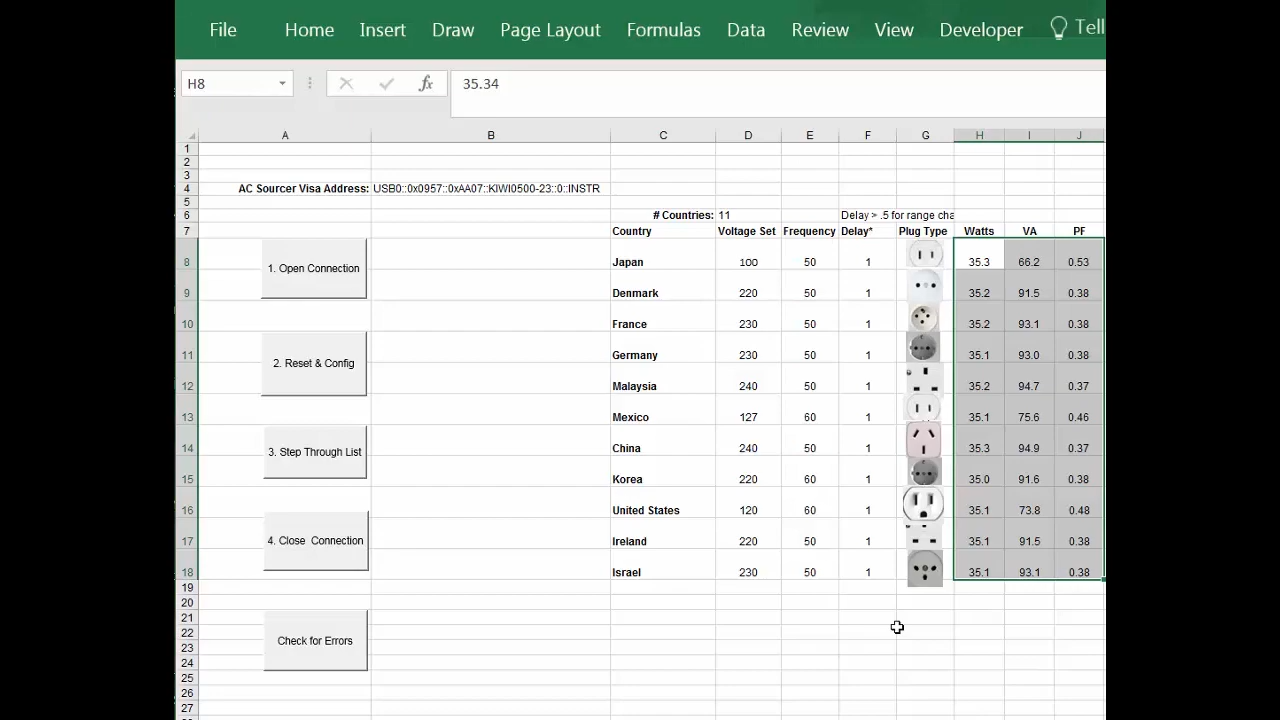 File Home Insert Draw Page Layout Formulas Data Review View Developer Tell
H8 fx 35.34
A B C D E F G H I J
1
2
3
4 AC Sourcer Visa Address: USB0::0x0957::0xAA07::KIWI0500-23::0::INSTR
5
6 # Countries: 11 Delay > .5 for range cha
7 Country Voltage Set Frequency Delay* Plug Type Watts VA PF
8 1. Open Connection Japan 100 50 1 35.3 66.2 0.53
9 Denmark 220 50 1 35.2 91.5 0.38
10 France 230 50 1 35.2 93.1 0.38
11 2. Reset & Config Germany 230 50 1 35.1 93.0 0.38
12 Malaysia 240 50 1 35.2 94.7 0.37
13 Mexico 127 60 1 35.1 75.6 0.46
14 3. Step Through List China 240 50 1 35.3 94.9 0.37
15 Korea 220 60 1 35.0 91.6 0.38
16 United States 120 60 1 35.1 73.8 0.48
17 4. Close Connection Ireland 220 50 1 35.1 91.5 0.38
18 Israel 230 50 1 35.1 93.1 0.38
19
20
21
22
23 Check for Errors
24
25
26
27